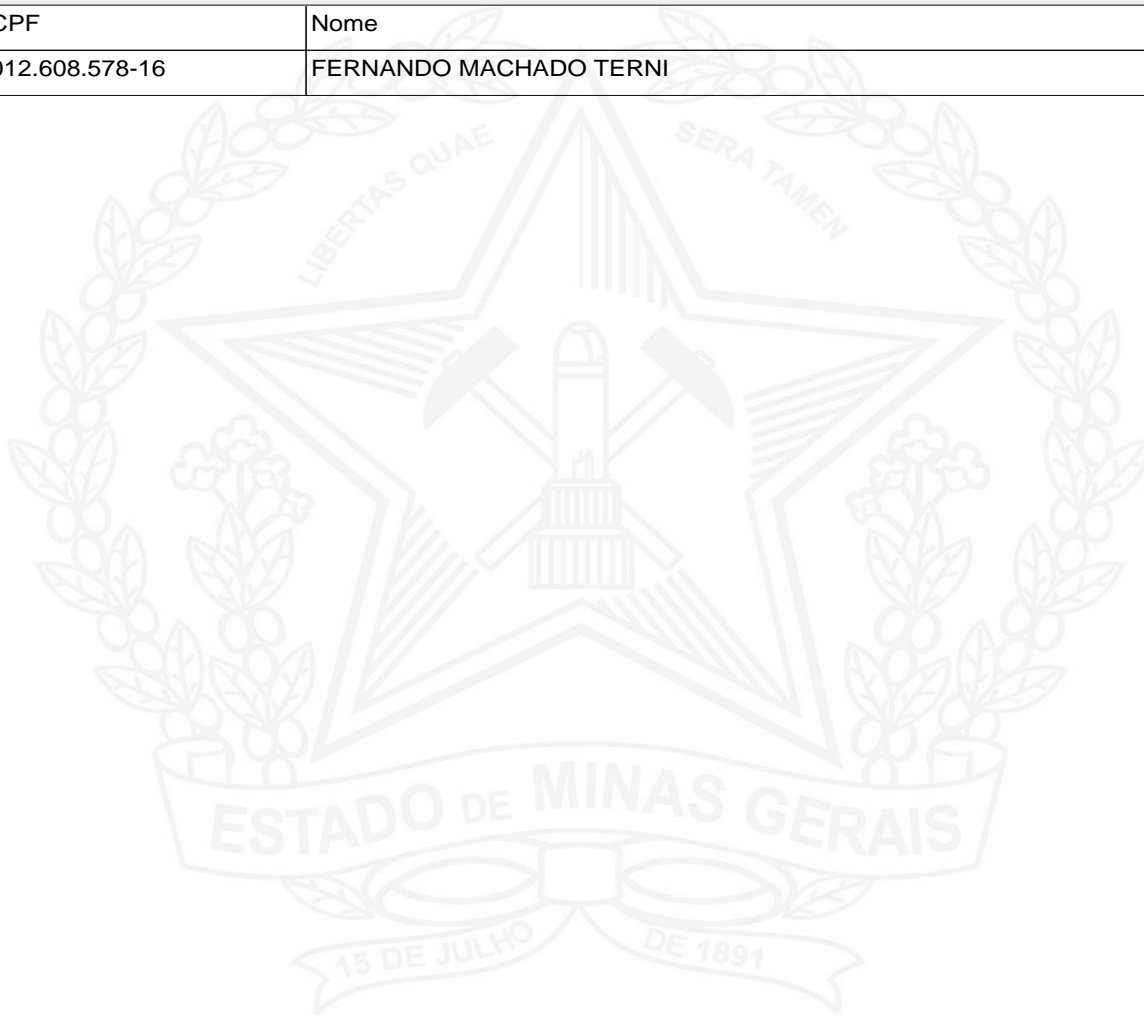 CPF Nome
012.608.578-16 FERNANDO MACHADO TERNI
LIBERTAS QUAE SERA TAMEN
ESTADO DE MINAS GERAIS
15 DE JULHO DE 1891